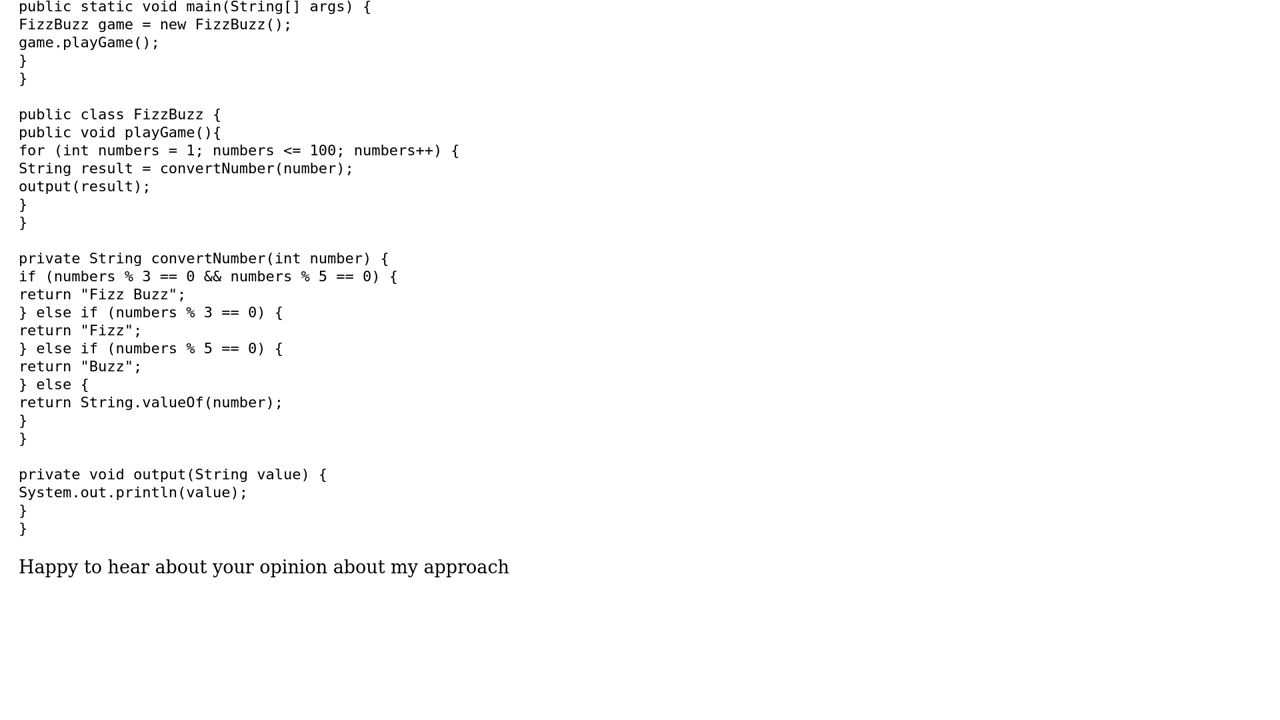 public static void main(String[] args) {
FizzBuzz game = new FizzBuzz();
game.playGame();
}
}
public class FizzBuzz {
public void playGame(){
for (int numbers = 1; numbers <= 100; numbers++) {
String result = convertNumber(number);
output(result);
}
}
private String convertNumber(int number) {
if (numbers % 3 == 0 && numbers % 5 == 0) {
return "Fizz Buzz";
} else if (numbers % 3 == 0) {
return "Fizz";
} else if (numbers % 5 == 0) {
return "Buzz";
} else {
return String.valueOf(number);
}
}
private void output(String value) {
System.out.println(value);
}
}
Happy to hear about your opinion about my approach